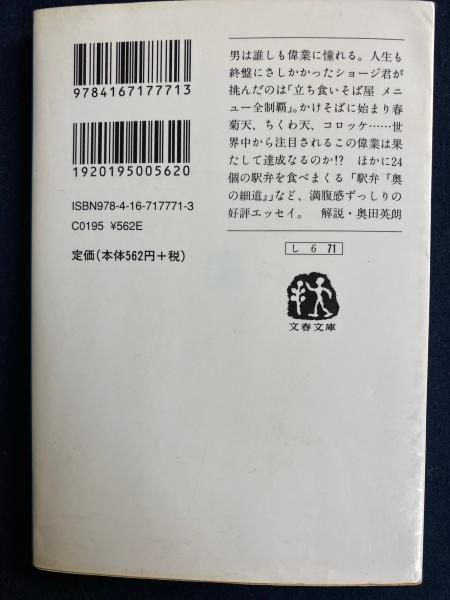 9784167177713
1920195005620
ISBN978-4-16-717771-3
C0195 ¥562E
定価(本体562円+税)
男は誰しも偉業に憧れる。人生も
終盤にさしかかったショージ君が
挑んだのは「立ち食いそば屋 メニ
ュー全制覇」。かけそばに始まり春
菊天、ちくわ天、コロッケ……世
界中から注目されるこの偉業は果
たして達成なるのか!? ほかに24
個の駅弁を食べまくる「駅弁『奥
の細道』」など、満腹感ずっしりの
好評エッセイ。 解説・奥田英朗
し 6 71
文春文庫